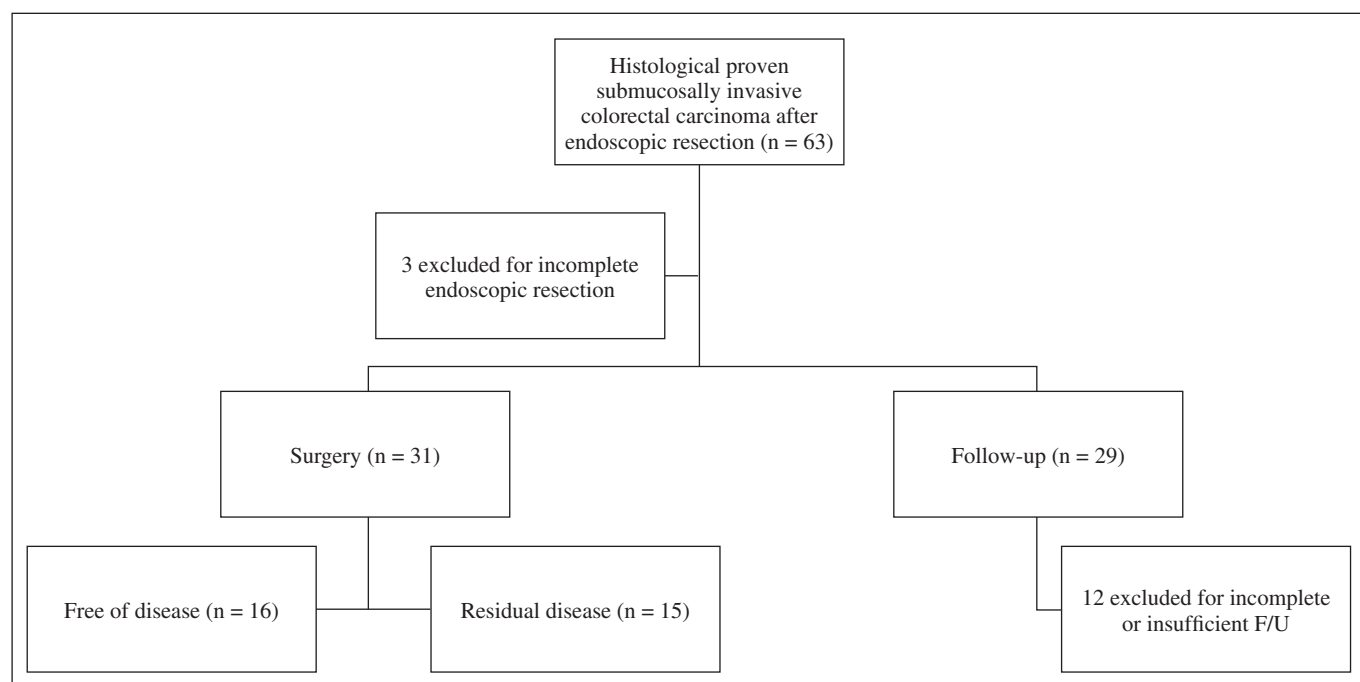 Histological proven
submucosally invasive
colorectal carcinoma after
endoscopic resection (n = 63)
3 excluded for incomplete
endoscopic resection
Surgery (n = 31)
Follow-up (n = 29)
Free of disease (n = 16)
Residual disease (n = 15)
12 excluded for incomplete
or insufficient F/U